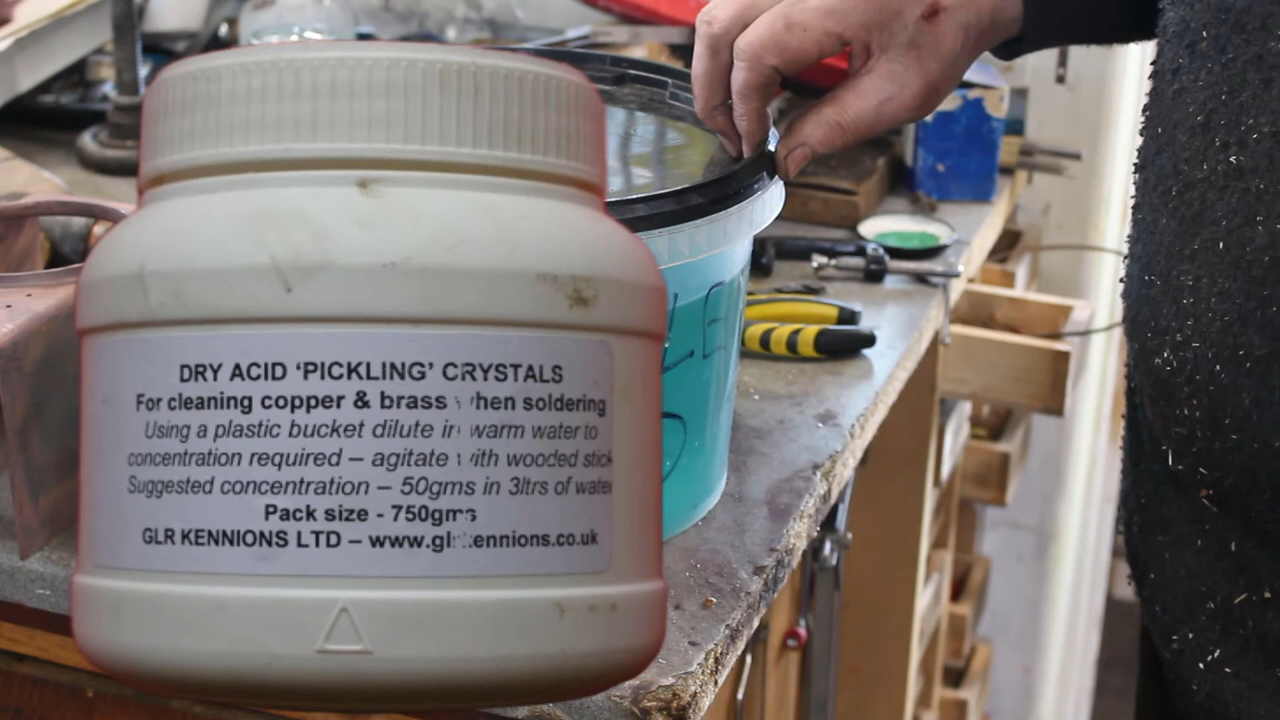 DRY ACID ‘PICKLING’ CRYSTALS
For cleaning copper & brass when soldering
Using a plastic bucket dilute in warm water to
concentration required – agitate with wooded stick
Suggested concentration – 50gms in 3ltrs of water
Pack size - 750gms
GLR KENNIONS LTD – www.glrkennions.co.uk